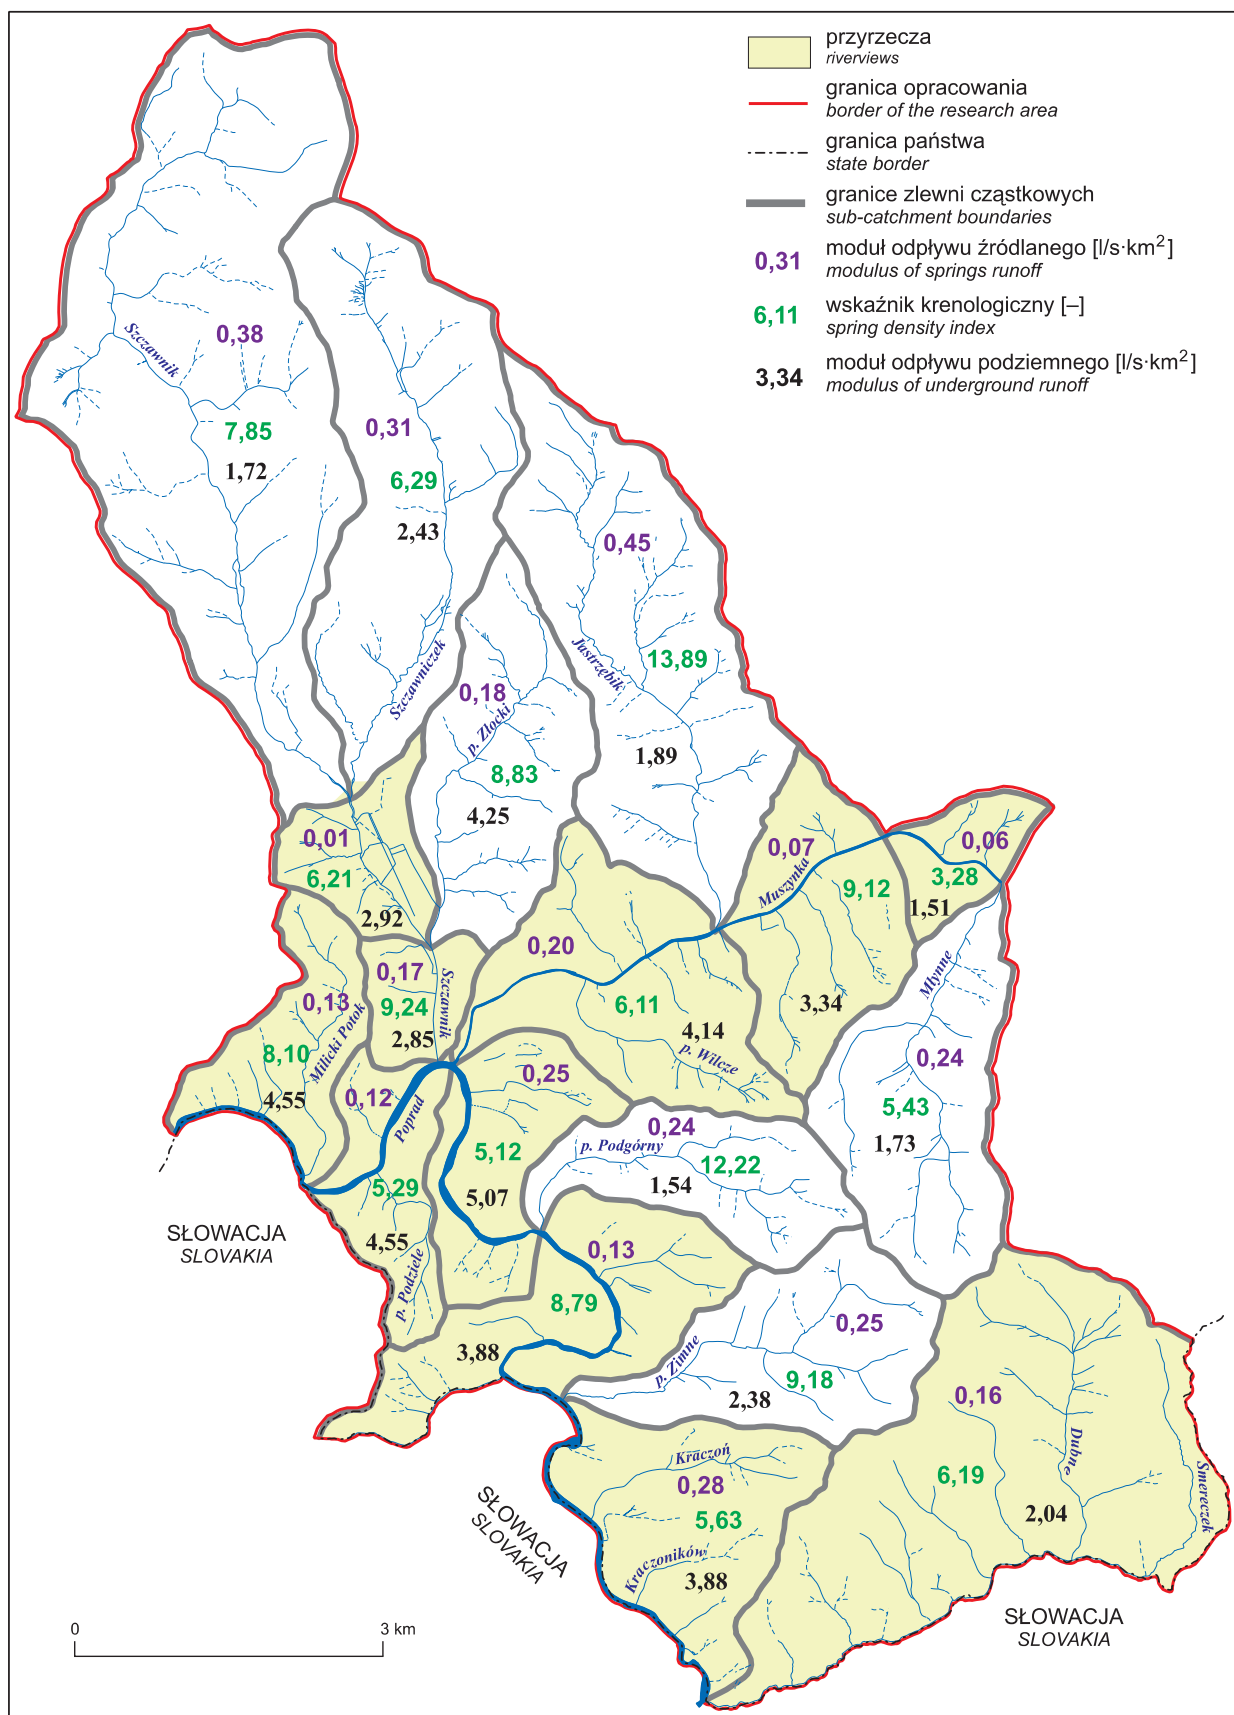 przyrzecza
riverviews
granica opracowania
border of the research area
granica państwa
state border
granice zlewni cząstkowych
sub-catchment boundaries
0,31
moduł odpływu źródlanego [l/s·km²]
modulus of springs runoff
6,11
wskaźnik krenologiczny [–]
spring density index
3,34
moduł odpływu podziemnego [l/s·km²]
modulus of underground runoff
Szczawnik
0,38
7,85
1,72
0,31
6,29
2,43
Szczawniczek
0,45
Jastrzębik
13,89
1,89
0,18
p. Złocki
8,83
4,25
0,01
6,21
2,92
0,07
Muszynka
9,12
3,34
0,06
3,28
1,51
0,20
6,11
4,14
p. Wilcze
0,17
9,24
2,85
Szczawnik
0,13
8,10
Milicki Potok
4,55
Młynne
0,24
5,43
1,73
0,12
Poprad
5,29
4,55
p. Podziele
0,25
5,12
5,07
0,24
p. Podgórny
12,22
1,54
0,13
8,79
3,88
0,25
p. Zimne
9,18
2,38
0,16
Dubne
6,19
2,04
Smereczek
Kraczoń
0,28
5,63
Kraczoników
3,88
SŁOWACJA
SLOVAKIA
SŁOWACJA
SLOVAKIA
SŁOWACJA
SLOVAKIA
0 3 km